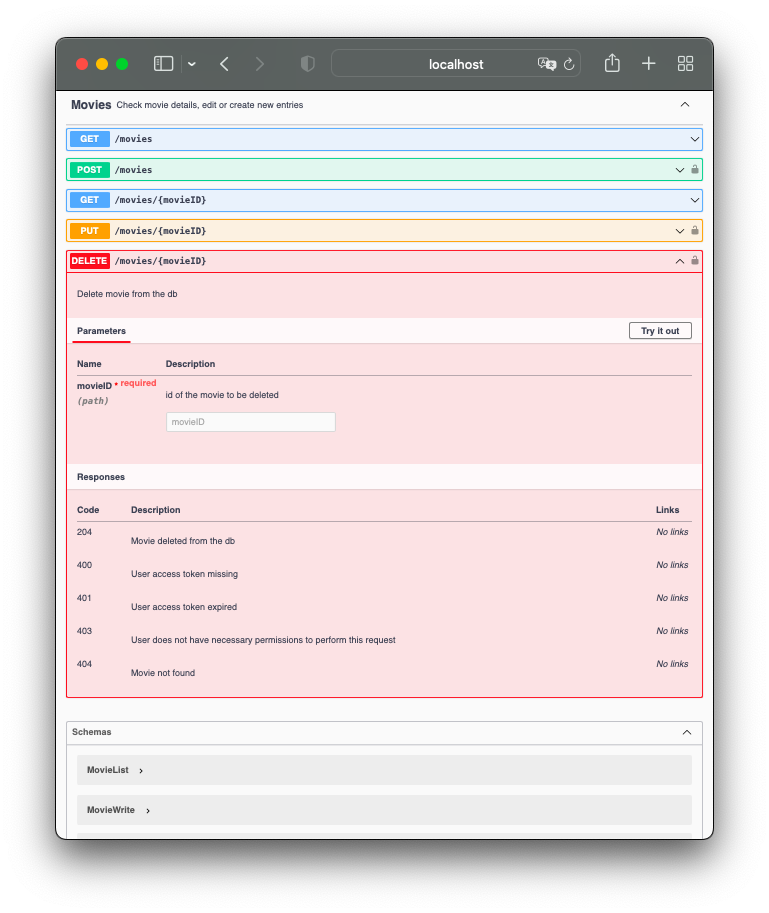 localhost
Movies Check movie details, edit or create new entries
GET /movies
POST /movies
GET /movies/{movieID}
PUT /movies/{movieID}
DELETE /movies/{movieID}
Delete movie from the db
Parameters Try it out
Name Description
movieID * required
id of the movie to be deleted
(path)
movieID
Responses
Code Description Links
204 No links
Movie deleted from the db
400 No links
User access token missing
401 No links
User access token expired
403 No links
User does not have necessary permissions to perform this request
404 No links
Movie not found
Schemas
MovieList >
MovieWrite >